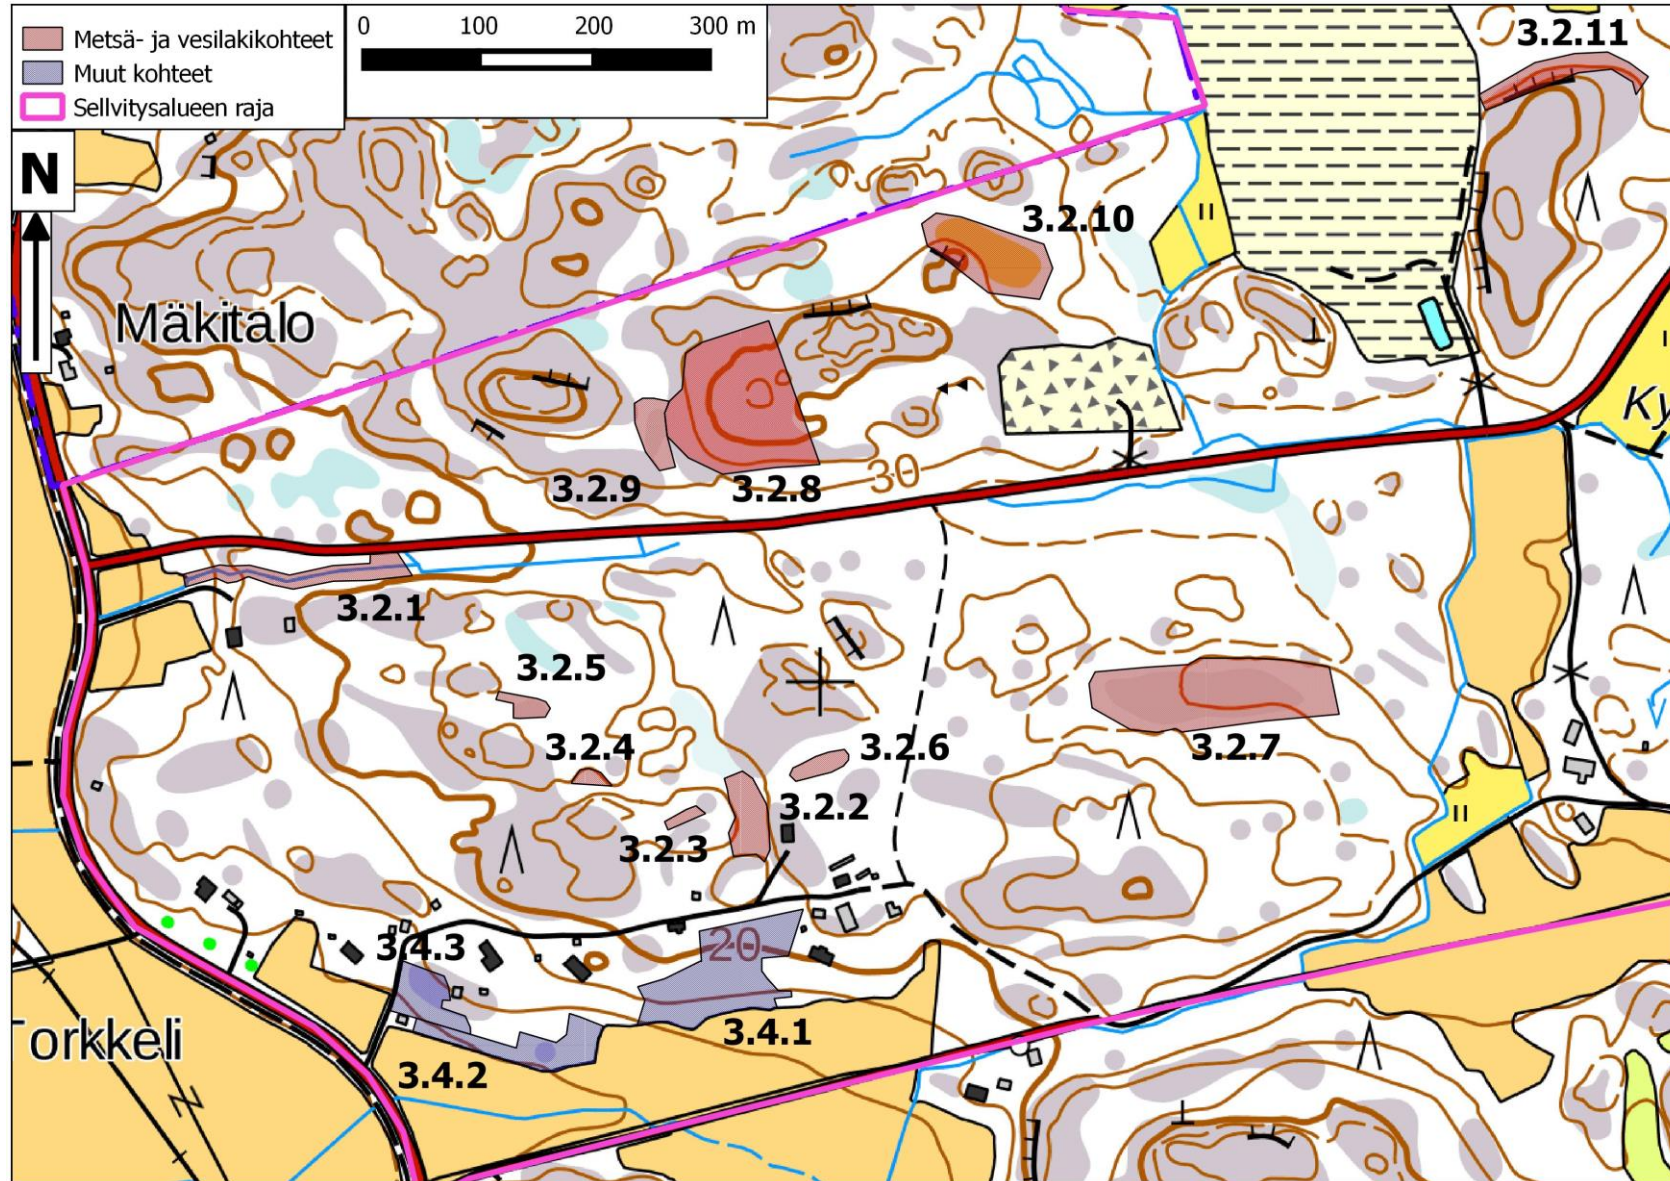 Metsä- ja vesilakikohteet
Muut kohteet
Sellvitysalueen raja
0 100 200 300 m
N
3.2.11
3.2.10
Mäkitalo
Ky
3.2.9
3.2.8
30
3.2.1
3.2.5
3.2.4
3.2.6
3.2.7
3.2.2
3.2.3
3.4.3
20
3.4.1
Torkkeli
3.4.2